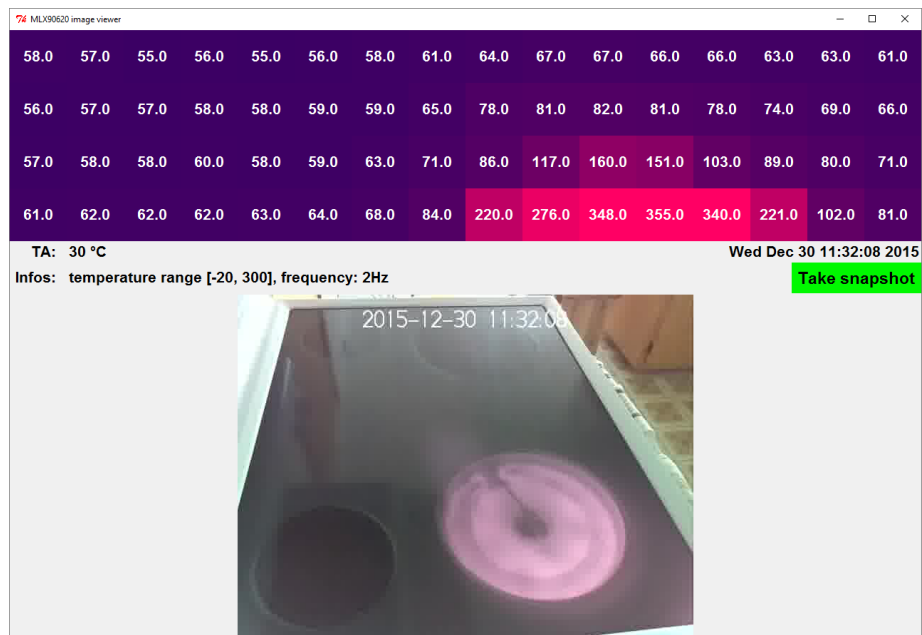 MLX90620 image viewer
58.0 57.0 55.0 56.0 55.0 56.0 58.0 61.0 64.0 67.0 67.0 66.0 66.0 63.0 63.0 61.0
56.0 57.0 57.0 58.0 58.0 59.0 59.0 65.0 78.0 81.0 82.0 81.0 78.0 74.0 69.0 66.0
57.0 58.0 58.0 60.0 58.0 59.0 63.0 71.0 86.0 117.0 160.0 151.0 103.0 89.0 80.0 71.0
61.0 62.0 62.0 62.0 63.0 64.0 68.0 84.0 220.0 276.0 348.0 355.0 340.0 221.0 102.0 81.0
TA: 30 °C Wed Dec 30 11:32:08 2015
Infos: temperature range [-20, 300], frequency: 2Hz Take snapshot
2015-12-30 11:32:08